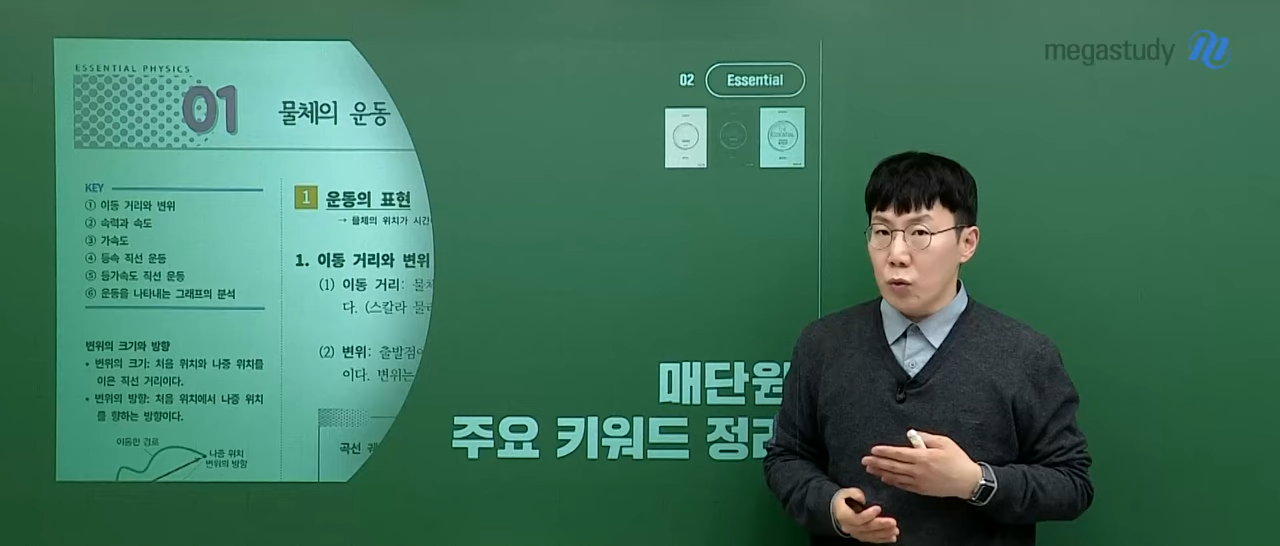 megastudy
ESSENTIAL PHYSICS
01 물체의 운동
KEY
① 이동 거리와 변위
② 속력과 속도
③ 가속도
④ 등속 직선 운동
⑤ 등가속도 직선 운동
⑥ 운동을 나타내는 그래프의 분석
변위의 크기와 방향
• 변위의 크기: 처음 위치와 나중 위치를
이은 직선 거리이다.
• 변위의 방향: 처음 위치에서 나중 위치
를 향하는 방향이다.
이동한 경로
나중 위치
변위의 방향
1 운동의 표현
→ 물체의 위치가
1. 이동 거리와 변위
(1) 이동 거리:
다. (스칼라
(2) 변위:
이다. 변위는
곡선
02 Essential
매단원
주요 키워드